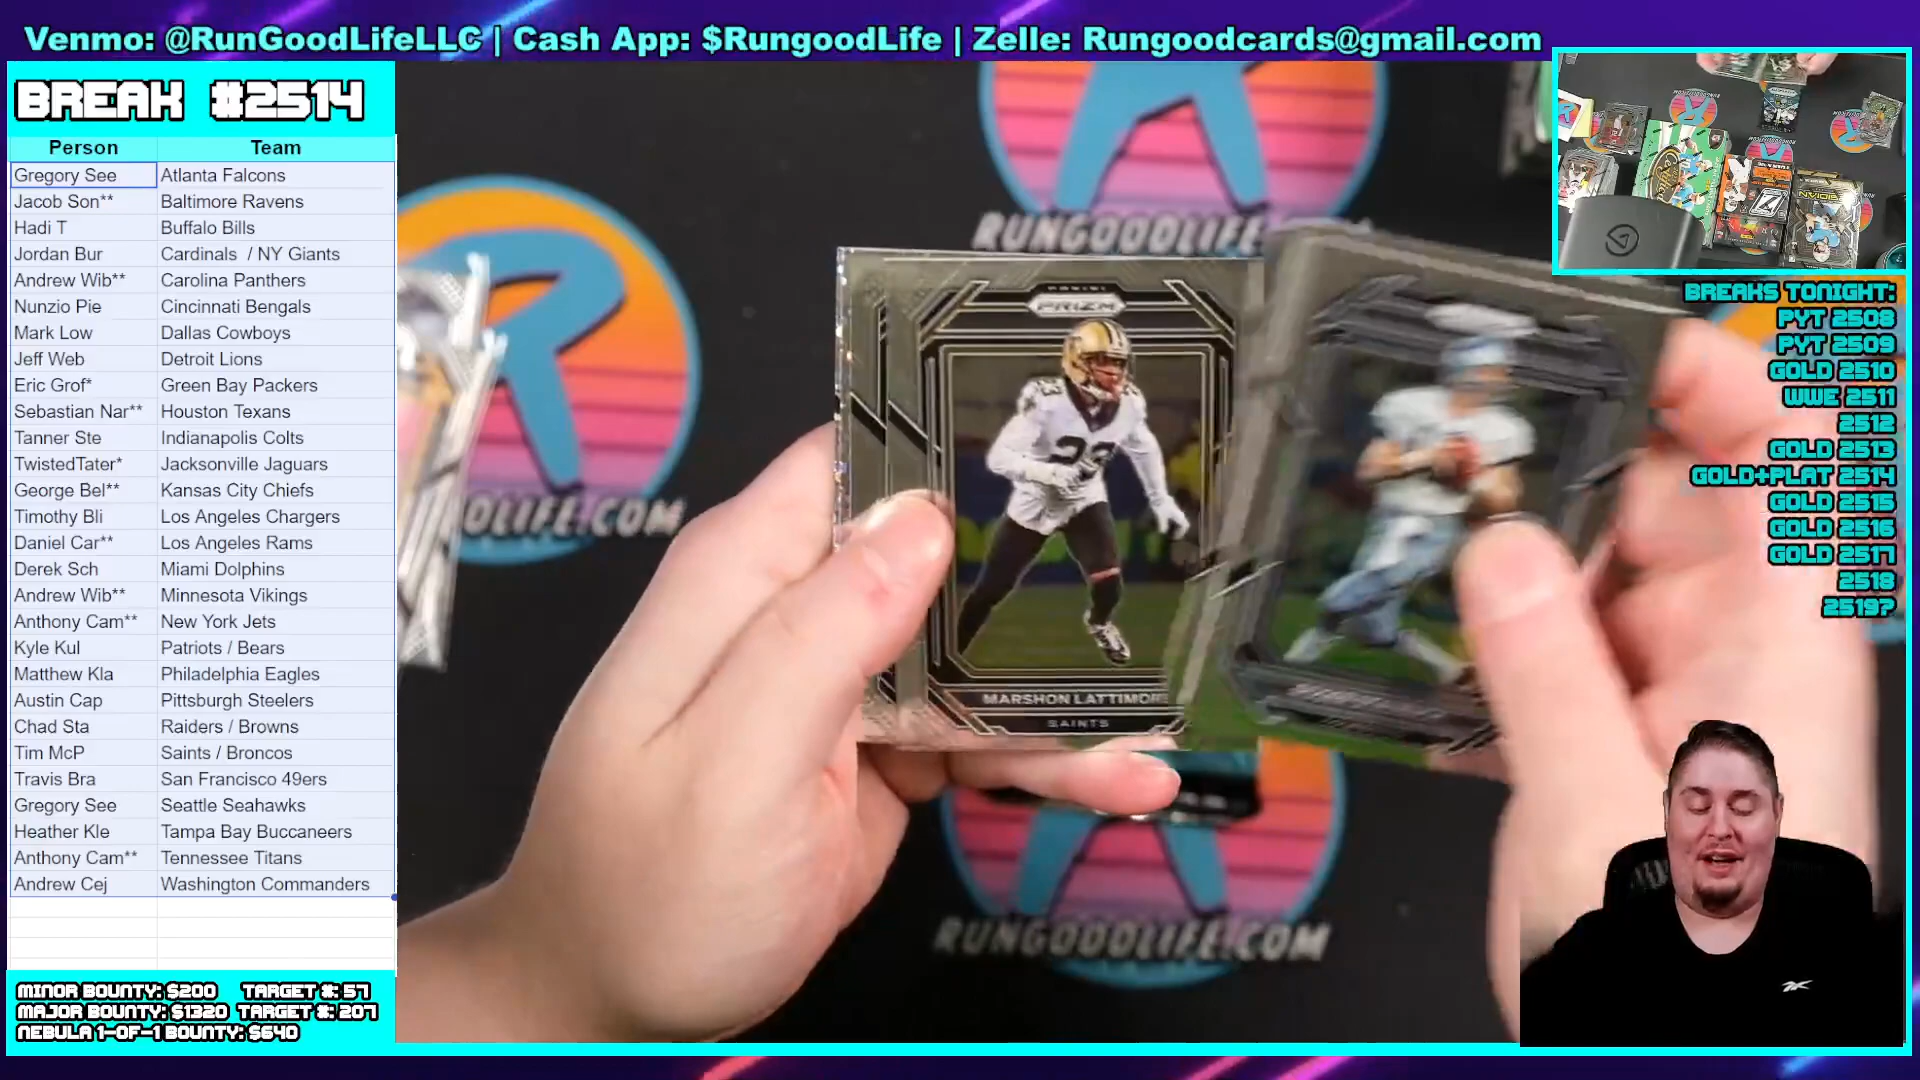 Venmo: @RunGoodLifeLLC | Cash App: $RungoodLife | Zelle: Rungoodcards@gmail.com
BREAK #2514
Person Team
Gregory See Atlanta Falcons
Jacob Son** Baltimore Ravens
Hadi T Buffalo Bills
Jordan Bur Cardinals / NY Giants
Andrew Wib** Carolina Panthers
Nunzio Pie Cincinnati Bengals
Mark Low Dallas Cowboys
Jeff Web Detroit Lions
Eric Grof* Green Bay Packers
Sebastian Nar** Houston Texans
Tanner Ste Indianapolis Colts
TwistedTater* Jacksonville Jaguars
George Bel** Kansas City Chiefs
Timothy Bli Los Angeles Chargers
Daniel Car** Los Angeles Rams
Derek Sch Miami Dolphins
Andrew Wib** Minnesota Vikings
Anthony Cam** New York Jets
Kyle Kul Patriots / Bears
Matthew Kla Philadelphia Eagles
Austin Cap Pittsburgh Steelers
Chad Sta Raiders / Browns
Tim McP Saints / Broncos
Travis Bra San Francisco 49ers
Gregory See Seattle Seahawks
Heather Kle Tampa Bay Buccaneers
Anthony Cam** Tennessee Titans
Andrew Cej Washington Commanders
MINOR BOUNTY: $200 TARGET #: 57
MAJOR BOUNTY: $1320 TARGET #: 207
NEBULA 1-OF-1 BOUNTY: $640
RUNGOODLIFE
OLIFE.COM
PANINI
PRIZM
23
MARSHON LATTIMOR
SAINTS
RUNGOODLIFE.COM
BREAKS TONIGHT:
PYT 2508
PYT 2509
GOLD 2510
WWE 2511
2512
GOLD 2513
GOLD+PLAT 2514
GOLD 2515
GOLD 2516
GOLD 2517
2518
2519?